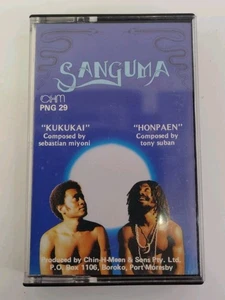 SANGUMA
CHM
PNG 29
"KUKUKAI"
Composed by
sebastian miyoni
"HONPAEN"
Composed by
tony suban
Produced by Chin-H-Meen & Sons Pty. Ltd.
P.O. Box 1106, Boroko, Port Moresby